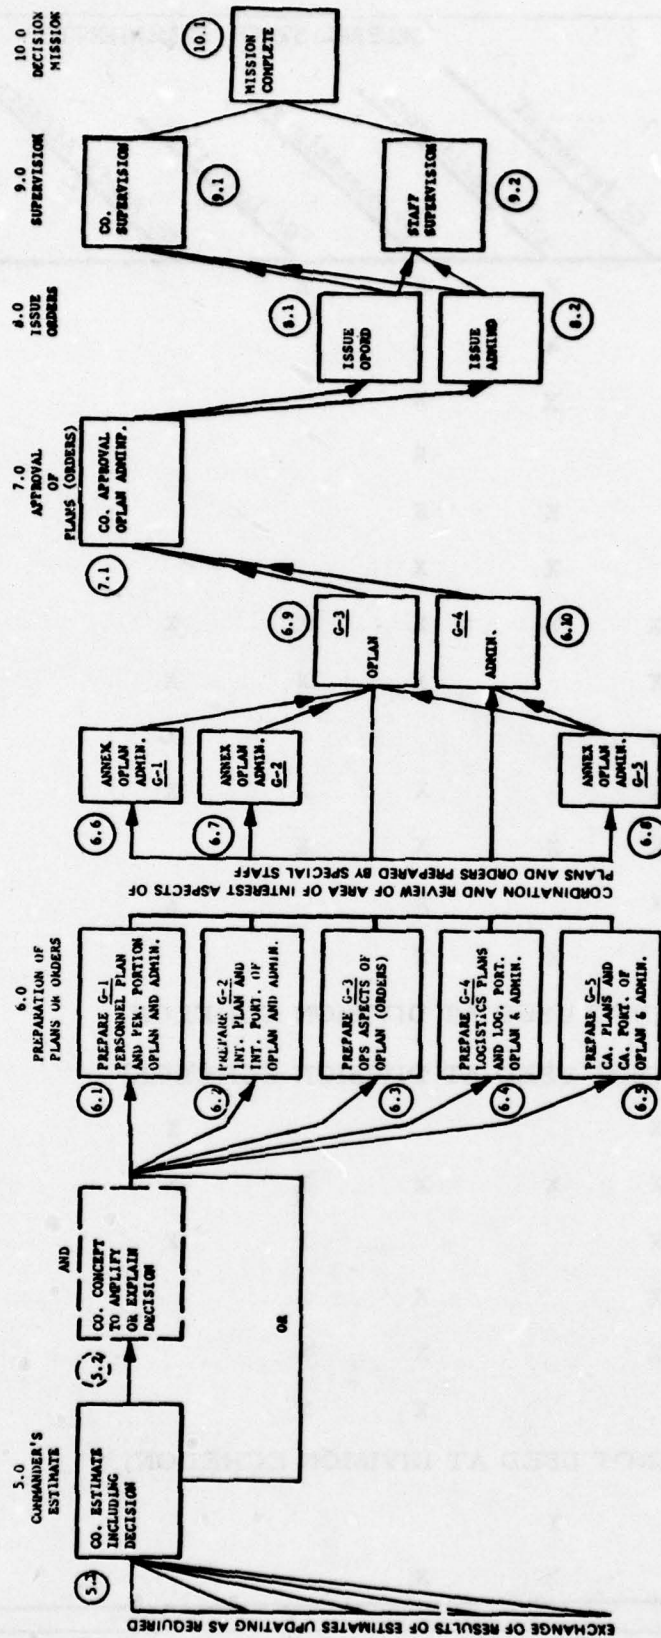 5.0
COMMANDER'S
ESTIMATE
CO. ESTIMATE
INCLUDING
DECISION
EXCHANGE OF RESULTS OF ESTIMATES UPDATING AS REQUIRED
AND
5.2
CO. CONCEPT
TO AMPLIFY
OR EXPLAIN
DECISION
OR
6.0
PREPARATION OF
PLANS OR ORDERS
6.1
PREPARE G-1
PERSONNEL PLAN
AND PER. PORTION
OPLAN AND ADMIN.
6.2
PREPARE G-2
INT. PLAN AND
INT. PORT. OF
OPLAN AND ADMIN.
6.3
PREPARE G-3
OPS ASPECTS OF
OPLAN (ORDERS)
6.4
PREPARE G-4
LOGISTICS PLANS
AND LOG. PORT.
OPLAN & ADMIN.
6.5
PREPARE G-5
CA. PLANS AND
CA. PORT. OF
OPLAN & ADMIN.
CORDINATION AND REVIEW OF AREA OF INTEREST ASPECTS OF
PLANS AND ORDERS PREPARED BY SPECIAL STAFF
6.6
ANNEX
OPLAN
ADMIN.
G-1
6.7
ANNEX
OPLAN
ADMIN.
G-2
6.8
ANNEX
OPLAN
ADMIN.
G-5
6.9
G-3
OPLAN
6.10
G-4
ADMIN.
7.0
APPROVAL
OF
PLANS (ORDERS)
7.1
CO. APPROVAL
OPLAN ADMINP.
8.0
ISSUE
ORDERS
8.1
ISSUE
OPORD
8.2
ISSUE
ADMINO
9.0
SUPERVISION
9.1
CO.
SUPERVISION
9.2
STAFF
SUPERVISION
10.0
DECISION
MISSION
10.1
MISSION
COMPLETE